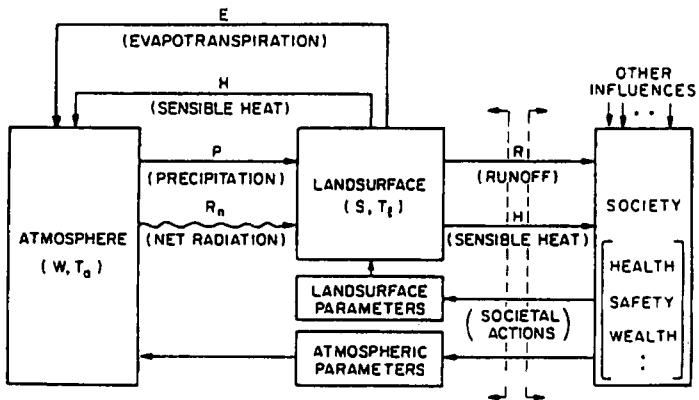 E
(EVAPOTRANSPIRATION)
H
(SENSIBLE HEAT)
OTHER
INFLUENCES
P
(PRECIPITATION)
R
(RUNOFF)
LANDSURFACE
(S, Tℓ)
SOCIETY
ATMOSPHERE
(W, Ta)
Rn
(NET RADIATION)
H
(SENSIBLE HEAT)
HEALTH
SAFETY
WEALTH
LANDSURFACE
PARAMETERS
(SOCIETAL
ACTIONS)
ATMOSPHERIC
PARAMETERS